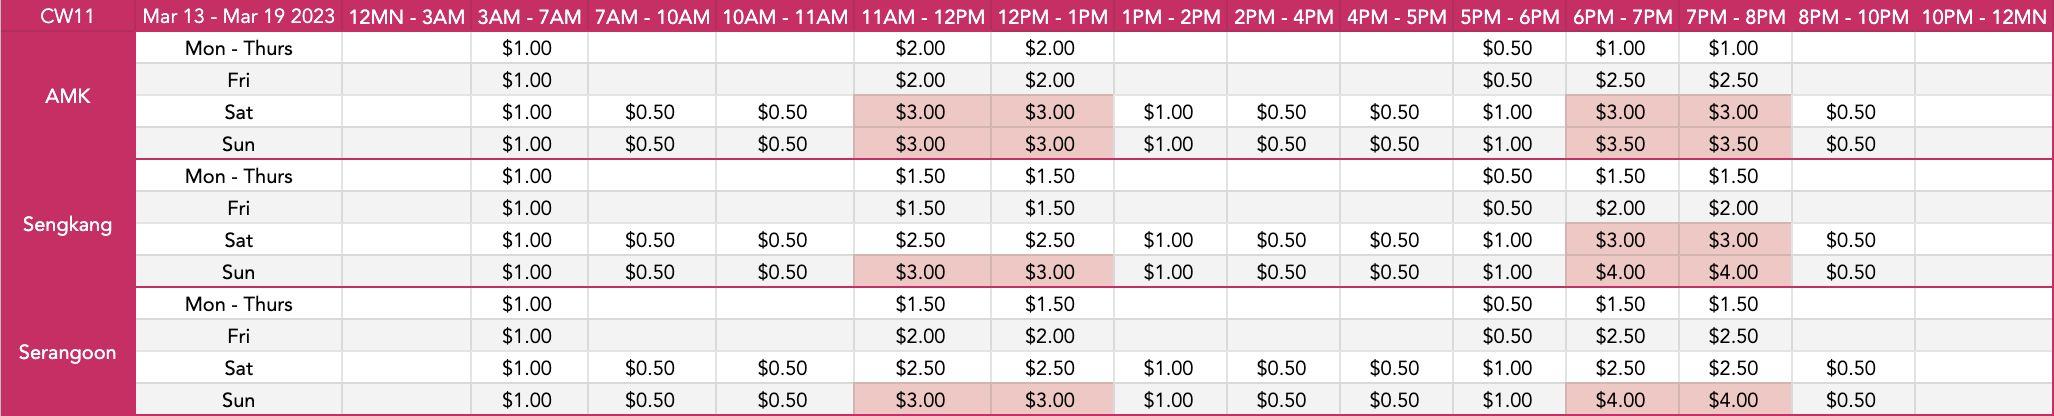 CW11 Mar 13 - Mar 19 2023 12MN - 3AM 3AM - 7AM 7AM - 10AM 10AM - 11AM 11AM - 12PM 12PM - 1PM 1PM - 2PM 2PM - 4PM 4PM - 5PM 5PM - 6PM 6PM - 7PM 7PM - 8PM 8PM - 10PM 10PM - 12MN
AMK
Mon - Thurs $1.00 $2.00 $2.00 $0.50 $1.00 $1.00
Fri $1.00 $2.00 $2.00 $0.50 $2.50 $2.50
Sat $1.00 $0.50 $0.50 $3.00 $3.00 $1.00 $0.50 $0.50 $1.00 $3.00 $3.00 $0.50
Sun $1.00 $0.50 $0.50 $3.00 $3.00 $1.00 $0.50 $0.50 $1.00 $3.50 $3.50 $0.50
Sengkang
Mon - Thurs $1.00 $1.50 $1.50 $0.50 $1.50 $1.50
Fri $1.00 $1.50 $1.50 $0.50 $2.00 $2.00
Sat $1.00 $0.50 $0.50 $2.50 $2.50 $1.00 $0.50 $0.50 $1.00 $3.00 $3.00 $0.50
Sun $1.00 $0.50 $0.50 $3.00 $3.00 $1.00 $0.50 $0.50 $1.00 $4.00 $4.00 $0.50
Serangoon
Mon - Thurs $1.00 $1.50 $1.50 $0.50 $1.50 $1.50
Fri $1.00 $2.00 $2.00 $0.50 $2.50 $2.50
Sat $1.00 $0.50 $0.50 $2.50 $2.50 $1.00 $0.50 $0.50 $1.00 $2.50 $2.50 $0.50
Sun $1.00 $0.50 $0.50 $3.00 $3.00 $1.00 $0.50 $0.50 $1.00 $4.00 $4.00 $0.50